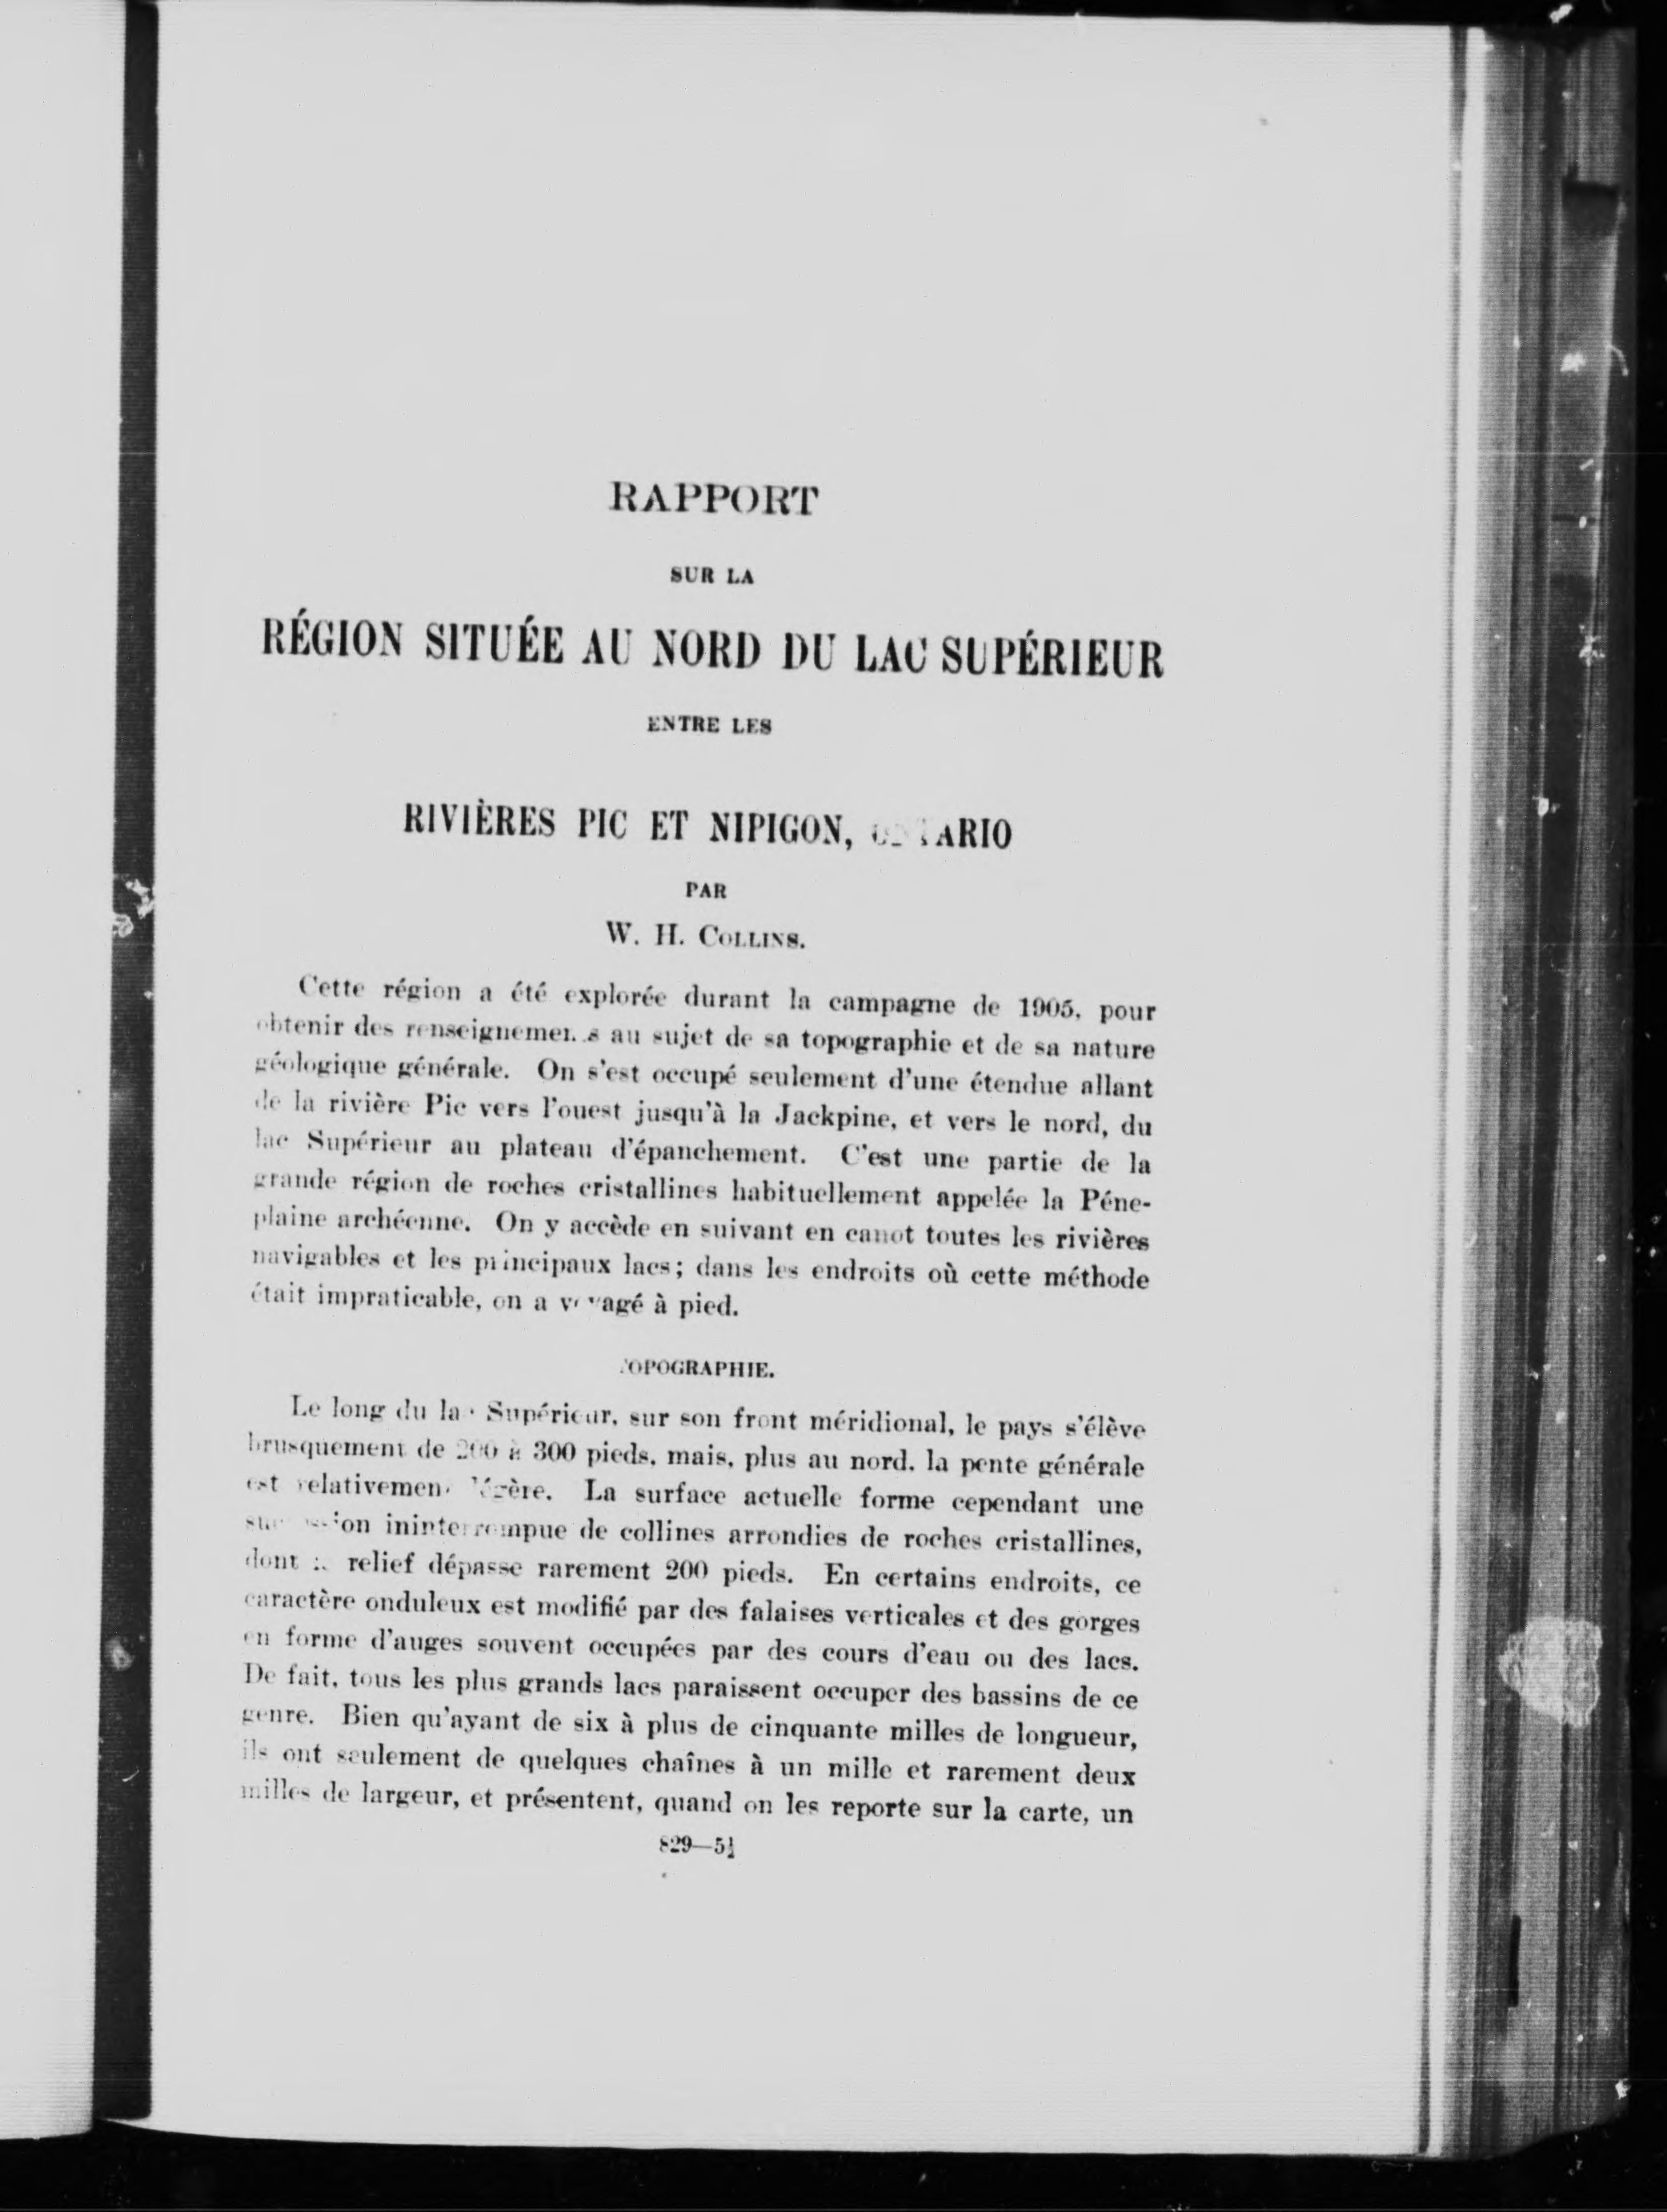 RAPPORT
SUR LA
RÉGION SITUÉE AU NORD DU LAC SUPÉRIEUR
ENTRE LES
RIVIÈRES PIC ET NIPIGON, ONTARIO
PAR
W. H. COLLINS.
Cette région a été explorée durant la campagne de 1905, pour
obtenir des renseignements au sujet de sa topographie et de sa nature
géologique générale. On s'est occupé seulement d'une étendue allant
de la rivière Pic vers l'ouest jusqu'à la Jackpine, et vers le nord, du
lac Supérieur au plateau d'épanchement. C'est une partie de la
grande région de roches cristallines habituellement appelée la Péne-
plaine archéenne. On y accède en suivant en canot toutes les rivières
navigables et les principaux lacs; dans les endroits où cette méthode
était impraticable, on a voyagé à pied.
TOPOGRAPHIE.
Le long du lac Supérieur, sur son front méridional, le pays s'élève
brusquement de 200 à 300 pieds, mais, plus au nord, la pente générale
est relativement légère. La surface actuelle forme cependant une
succession ininterrompue de collines arrondies de roches cristallines,
dont relief dépasse rarement 200 pieds. En certains endroits, ce
caractère onduleux est modifié par des falaises verticales et des gorges
en forme d'auges souvent occupées par des cours d'eau ou des lacs.
De fait, tous les plus grands lacs paraissent occuper des bassins de ce
genre. Bien qu'ayant de six à plus de cinquante milles de longueur,
ils ont seulement de quelques chaînes à un mille et rarement deux
milles de largeur, et présentent, quand on les reporte sur la carte, un
829—5½